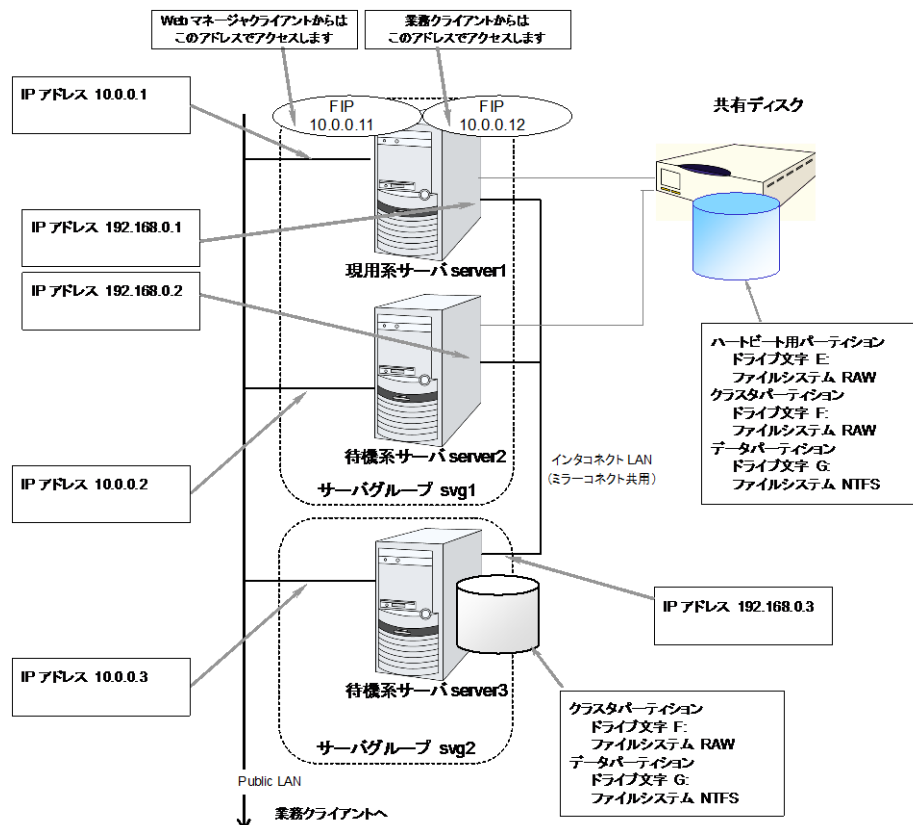 Web マネージャクライアントからは
このアドレスでアクセスします
業務クライアントからは
このアドレスでアクセスします
IP アドレス 10.0.0.1
FIP
10.0.0.11
FIP
10.0.0.12
共有ディスク
IP アドレス 192.168.0.1
現用系サーバ server1
IP アドレス 192.168.0.2
ハートビート用パーティション
ドライブ文字 E:
ファイルシステム RAW
クラスタパーティション
ドライブ文字 F:
ファイルシステム RAW
データパーティション
ドライブ文字 G:
ファイルシステム NTFS
待機系サーバ server2
インタコネクト LAN
(ミラーコネクト共用)
サーバグループ svg1
IP アドレス 10.0.0.2
IP アドレス 192.168.0.3
IP アドレス 10.0.0.3
待機系サーバ server3
クラスタパーティション
ドライブ文字 F:
ファイルシステム RAW
データパーティション
ドライブ文字 G:
ファイルシステム NTFS
サーバグループ svg2
Public LAN
業務クライアントへ